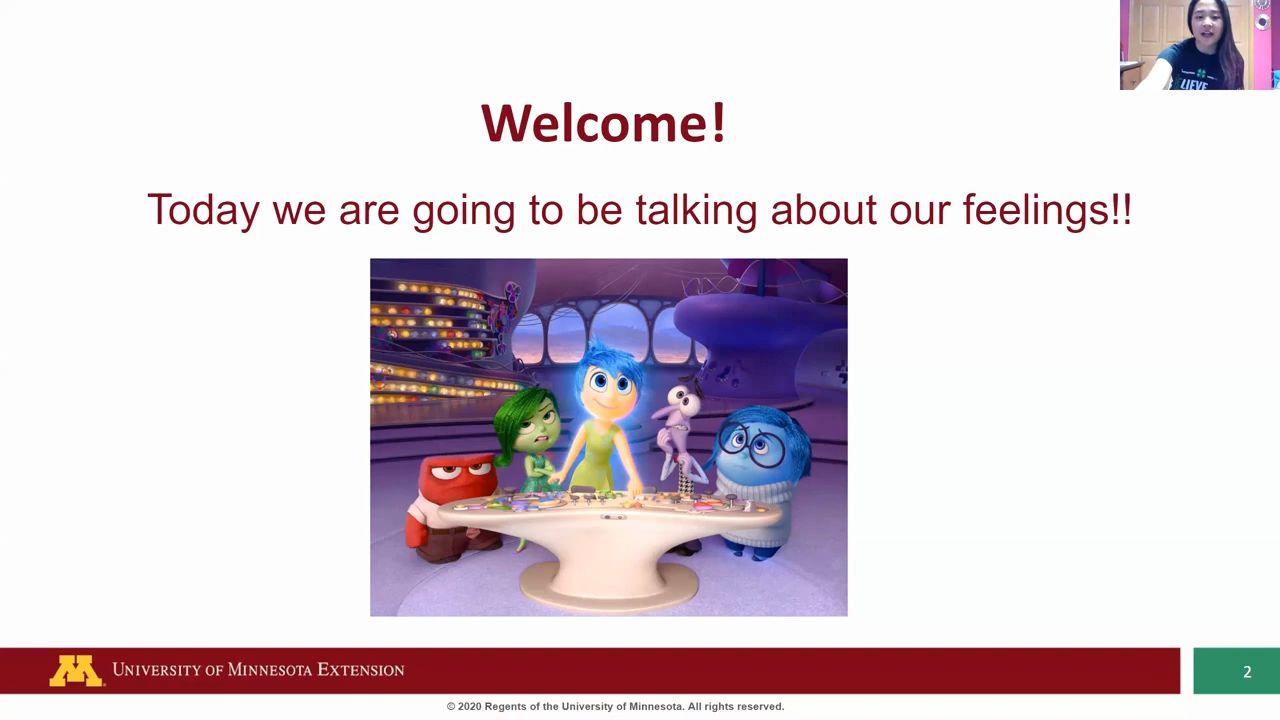 Welcome!
Today we are going to be talking about our feelings!!
UNIVERSITY OF MINNESOTA EXTENSION
2
© 2020 Regents of the University of Minnesota. All rights reserved.